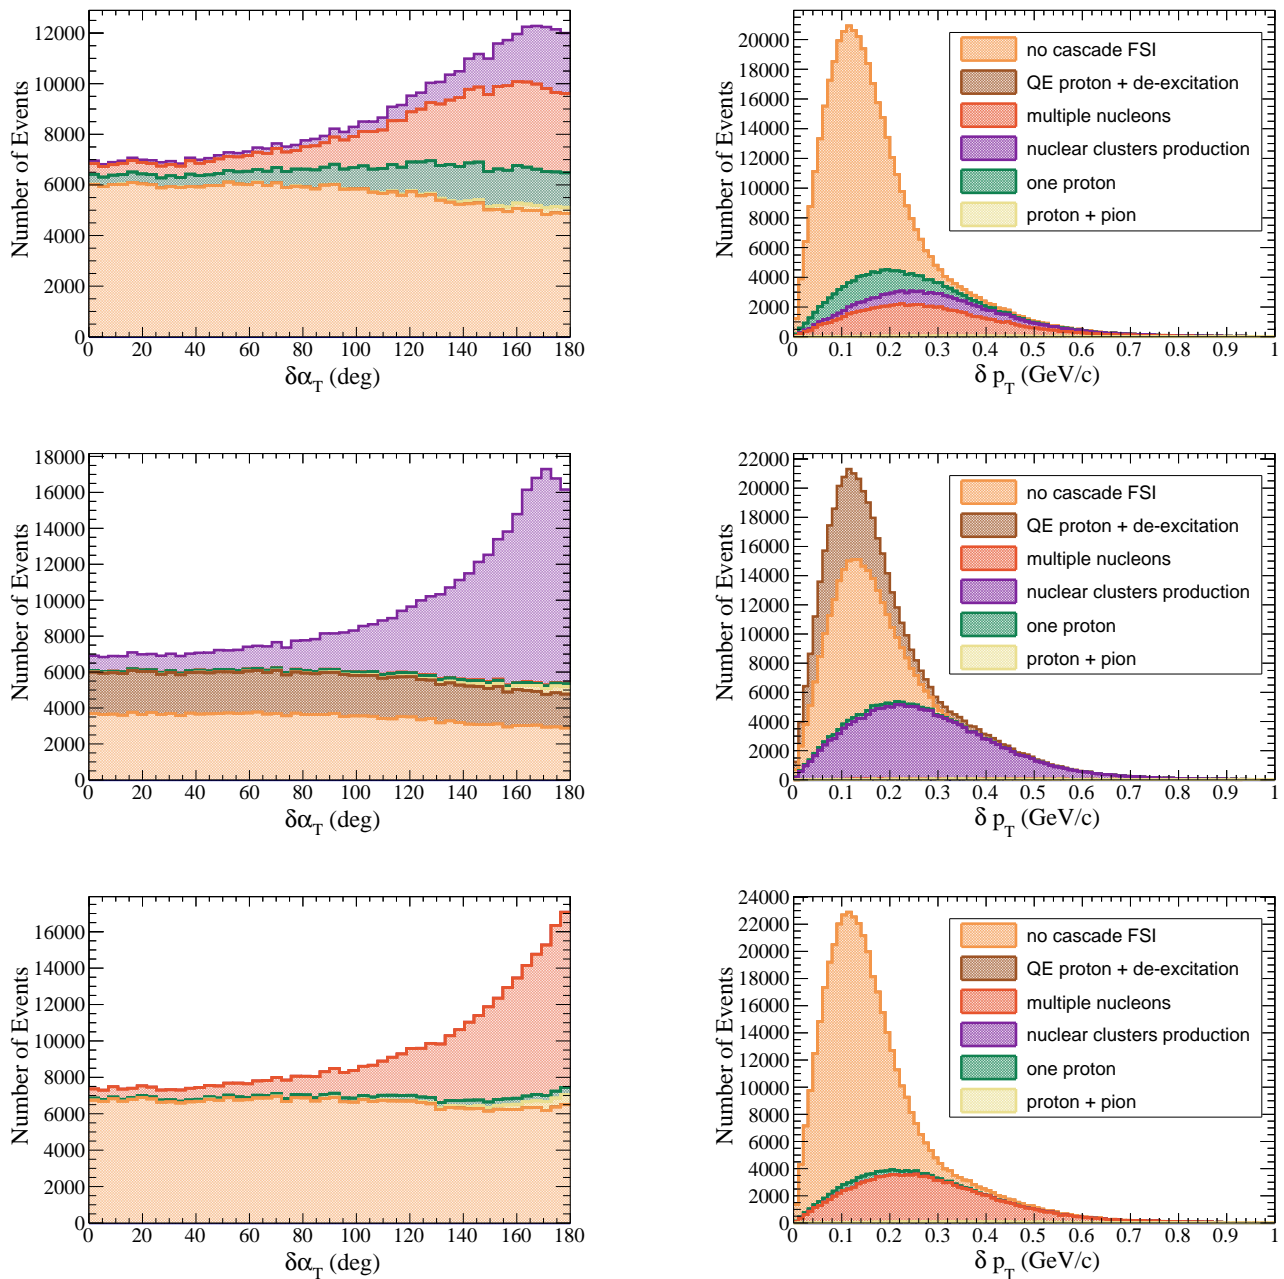 12000
10000
8000
6000
4000
2000
0
Number of Events
0 20 40 60 80 100 120 140 160 180
δα_T (deg)
20000
18000
16000
14000
12000
10000
8000
6000
4000
2000
0
Number of Events
no cascade FSI
QE proton + de-excitation
multiple nucleons
nuclear clusters production
one proton
proton + pion
0 0.1 0.2 0.3 0.4 0.5 0.6 0.7 0.8 0.9 1
δ p_T (GeV/c)
18000
16000
14000
12000
10000
8000
6000
4000
2000
0
Number of Events
0 20 40 60 80 100 120 140 160 180
δα_T (deg)
22000
20000
18000
16000
14000
12000
10000
8000
6000
4000
2000
0
Number of Events
no cascade FSI
QE proton + de-excitation
multiple nucleons
nuclear clusters production
one proton
proton + pion
0 0.1 0.2 0.3 0.4 0.5 0.6 0.7 0.8 0.9 1
δ p_T (GeV/c)
16000
14000
12000
10000
8000
6000
4000
2000
0
Number of Events
0 20 40 60 80 100 120 140 160 180
δα_T (deg)
24000
22000
20000
18000
16000
14000
12000
10000
8000
6000
4000
2000
0
Number of Events
no cascade FSI
QE proton + de-excitation
multiple nucleons
nuclear clusters production
one proton
proton + pion
0 0.1 0.2 0.3 0.4 0.5 0.6 0.7 0.8 0.9 1
δ p_T (GeV/c)